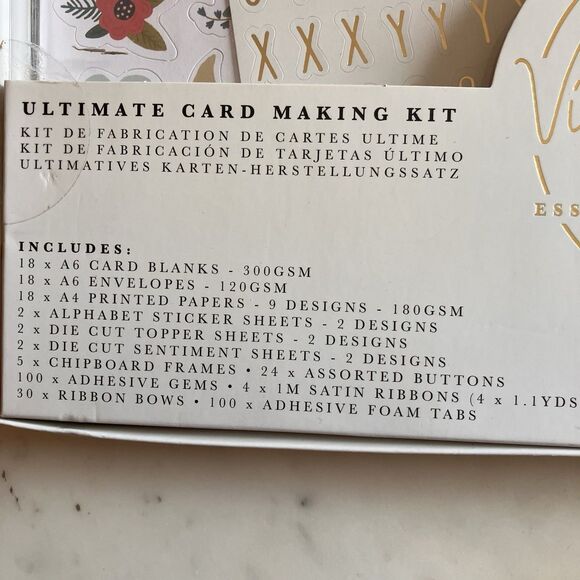 XXXYYYY
ULTIMATE CARD MAKING KIT
KIT DE FABRICATION DE CARTES ULTIME
KIT DE FABRICACIÓN DE TARJETAS ÚLTIMO
ULTIMATIVES KARTEN-HERSTELLUNGSSATZ
ESS
INCLUDES:
18 x A6 CARD BLANKS - 300GSM
18 x A6 ENVELOPES - 120GSM
18 x A4 PRINTED PAPERS - 9 DESIGNS - 180GSM
2 x ALPHABET STICKER SHEETS - 2 DESIGNS
2 x DIE CUT TOPPER SHEETS - 2 DESIGNS
2 x DIE CUT SENTIMENT SHEETS - 2 DESIGNS
5 x CHIPBOARD FRAMES • 24 x ASSORTED BUTTONS
100 x ADHESIVE GEMS • 4 x 1M SATIN RIBBONS (4 x 1.1YDS
30 x RIBBON BOWS • 100 x ADHESIVE FOAM TABS